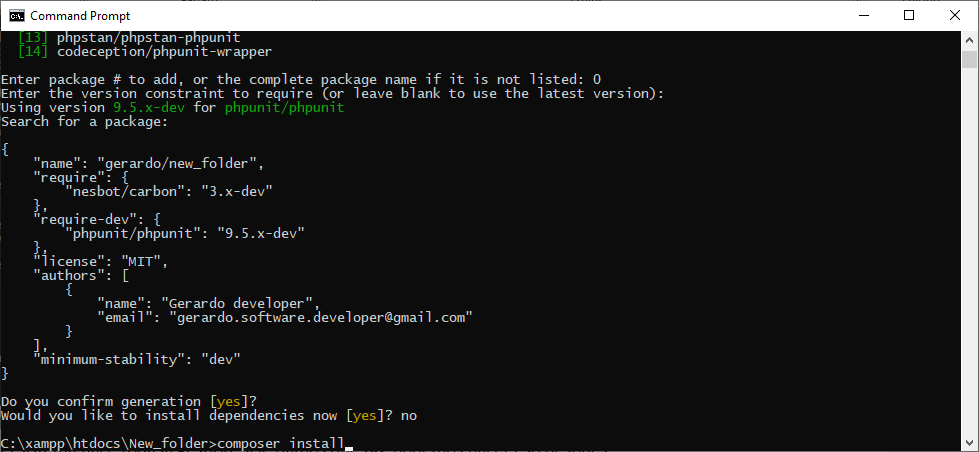 Command Prompt
[13] phpstan/phpstan-phpunit
[14] codeception/phpunit-wrapper
Enter package # to add, or the complete package name if it is not listed: 0
Enter the version constraint to require (or leave blank to use the latest version):
Using version 9.5.x-dev for phpunit/phpunit
Search for a package:
{
    "name": "gerardo/new_folder",
    "require": {
        "nesbot/carbon": "3.x-dev"
    },
    "require-dev": {
        "phpunit/phpunit": "9.5.x-dev"
    },
    "license": "MIT",
    "authors": [
        {
            "name": "Gerardo developer",
            "email": "gerardo.software.developer@gmail.com"
        }
    ],
    "minimum-stability": "dev"
}
Do you confirm generation [yes]?
Would you like to install dependencies now [yes]? no
C:\xampp\htdocs\New_folder>composer install